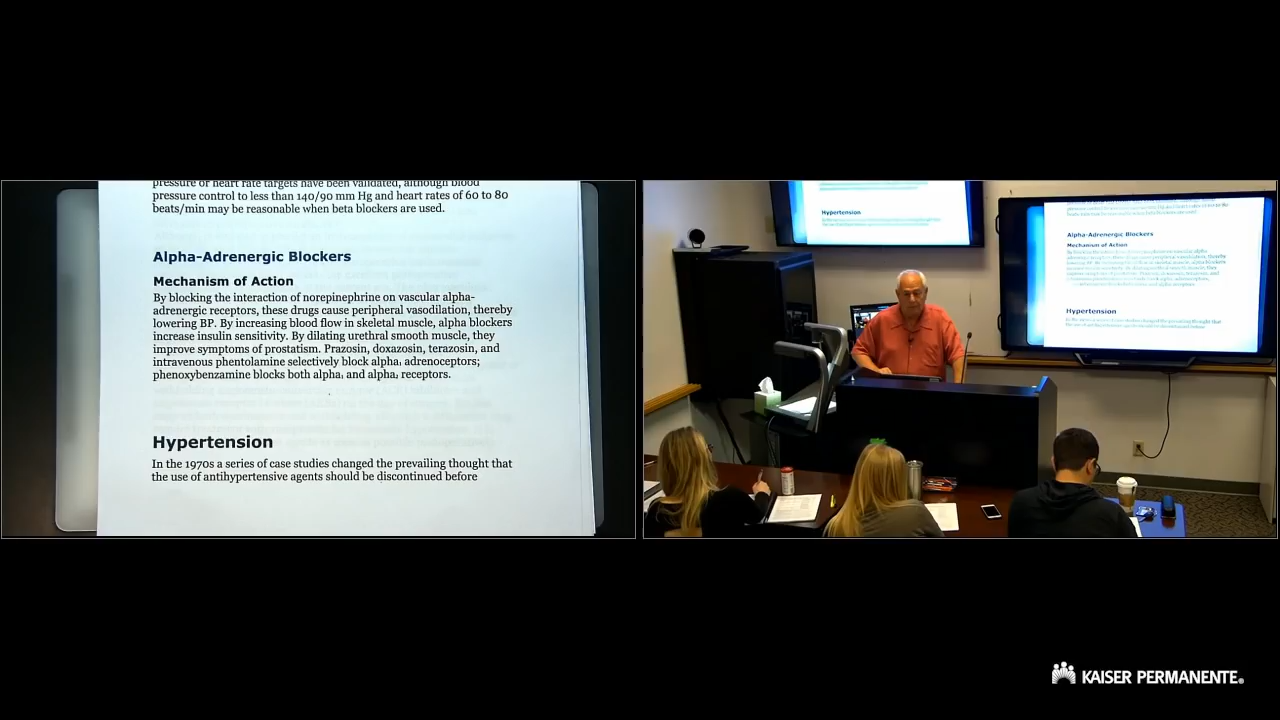 pressure or heart rate targets have been validated, although blood
pressure control to less than 140/90 mm Hg and heart rates of 60 to 80
beats/min may be reasonable when beta blockers are used.
Alpha-Adrenergic Blockers
Mechanism of Action
By blocking the interaction of norepinephrine on vascular alpha-
adrenergic receptors, these drugs cause peripheral vasodilation, thereby
lowering BP. By increasing blood flow in skeletal muscle, alpha blockers
increase insulin sensitivity. By dilating urethral smooth muscle, they
improve symptoms of prostatism. Prazosin, doxazosin, terazosin, and
intravenous phentolamine selectively block alpha₁ adrenoceptors;
phenoxybenzamine blocks both alpha₁ and alpha₂ receptors.
Hypertension
In the 1970s a series of case studies changed the prevailing thought that
the use of antihypertensive agents should be discontinued before
Hypertension
Alpha-Adrenergic Blockers
Mechanism of Action
Hypertension
KAISER PERMANENTE®